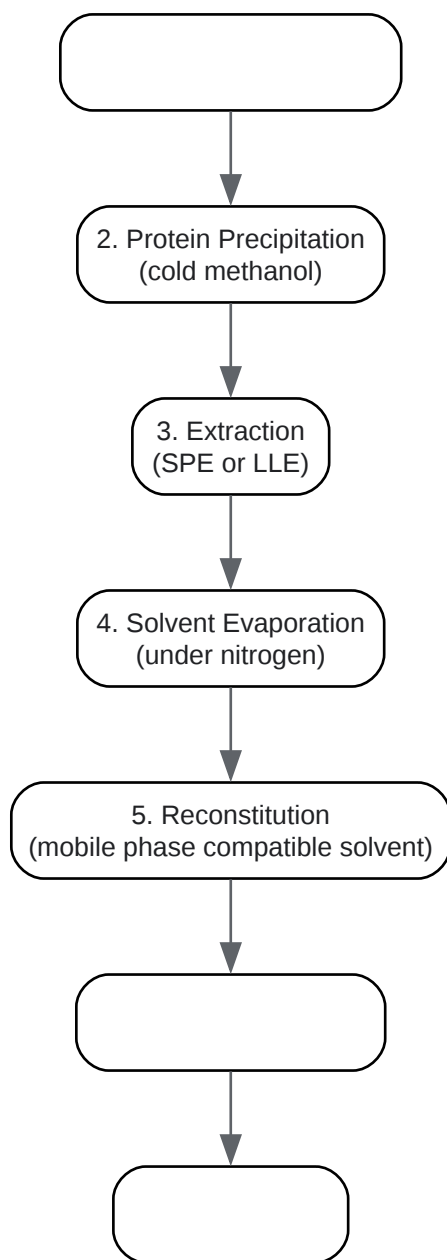 2. Protein Precipitation
(cold methanol)
3. Extraction
(SPE or LLE)
4. Solvent Evaporation
(under nitrogen)
5. Reconstitution
(mobile phase compatible solvent)